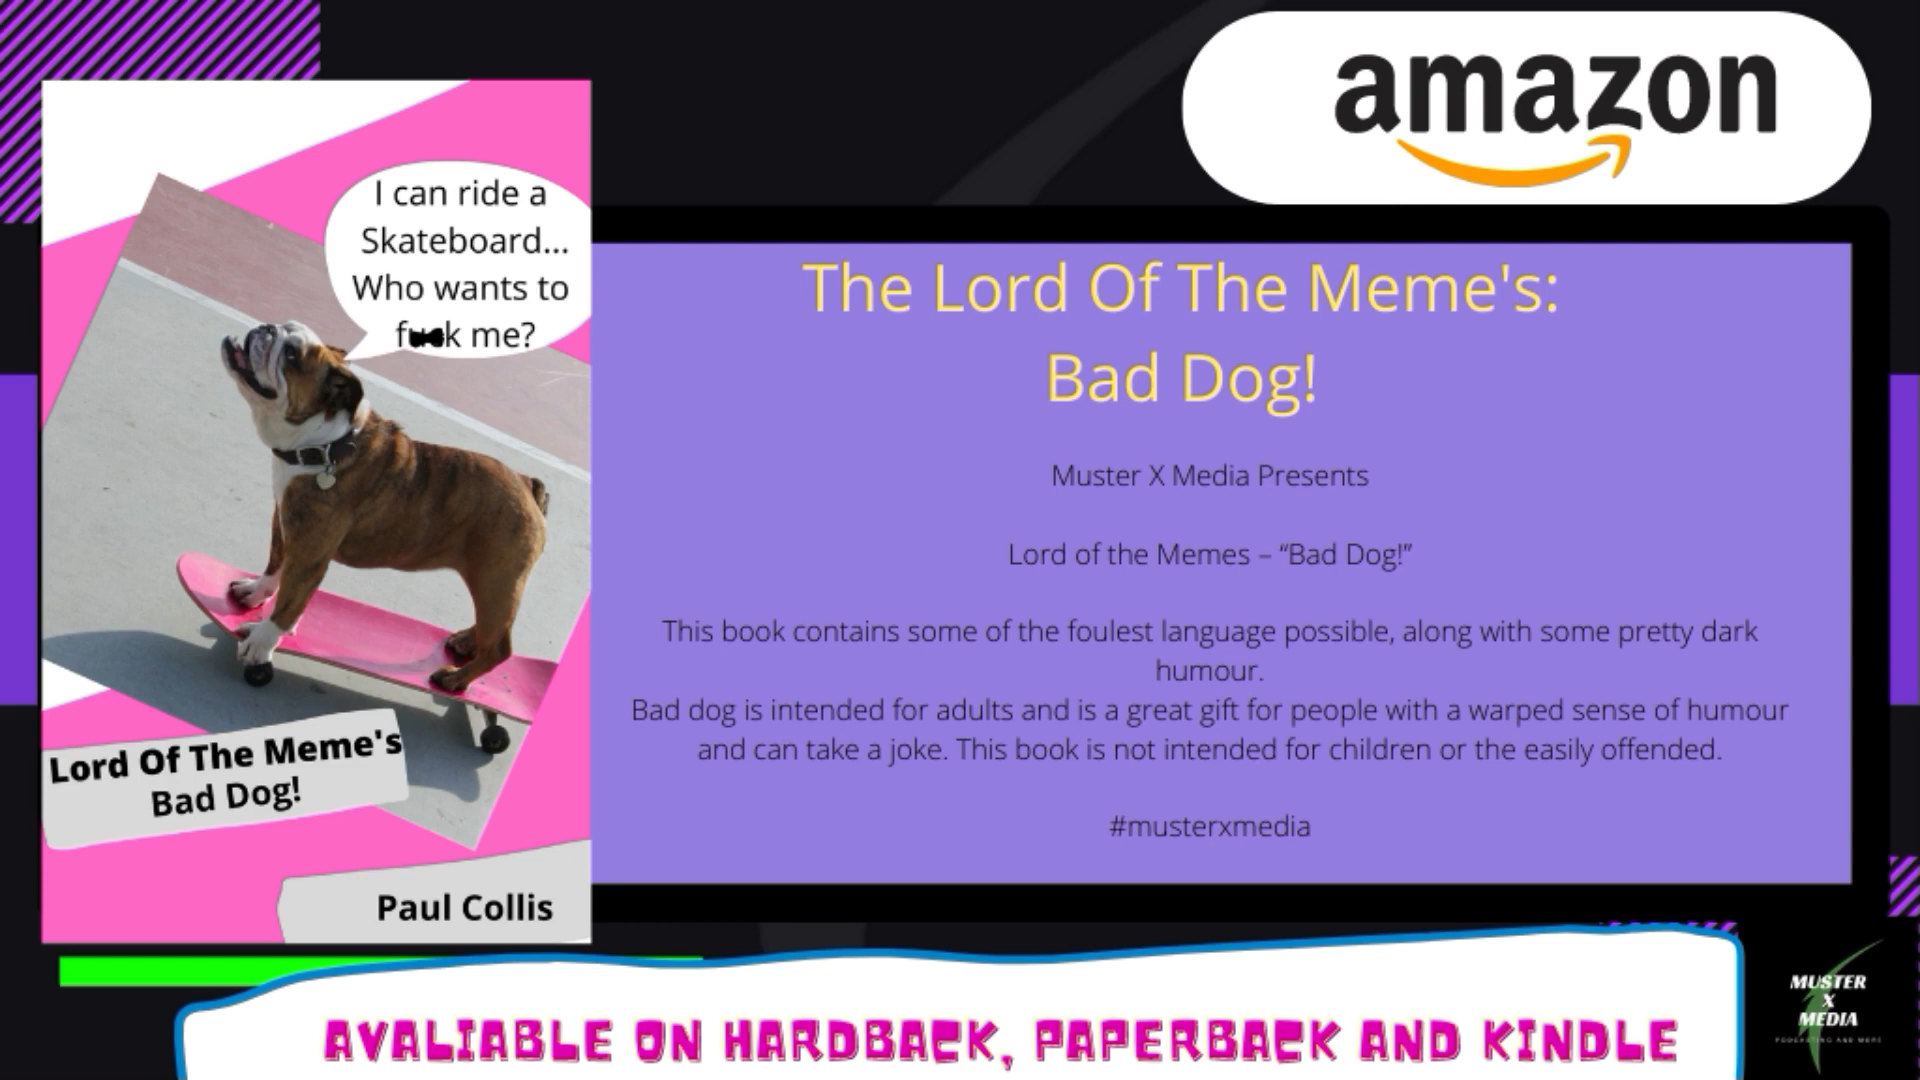 amazon
I can ride a
Skateboard...
Who wants to
fuck me?
Lord Of The Meme's
Bad Dog!
Paul Collis
The Lord Of The Meme's:
Bad Dog!
Muster X Media Presents
Lord of the Memes – “Bad Dog!”
This book contains some of the foulest language possible, along with some pretty dark
humour.
Bad dog is intended for adults and is a great gift for people with a warped sense of humour
and can take a joke. This book is not intended for children or the easily offended.
#musterxmedia
AVALIABLE ON HARDBACK, PAPERBACK AND KINDLE
MUSTER
X
MEDIA
PODCASTING AND MORE